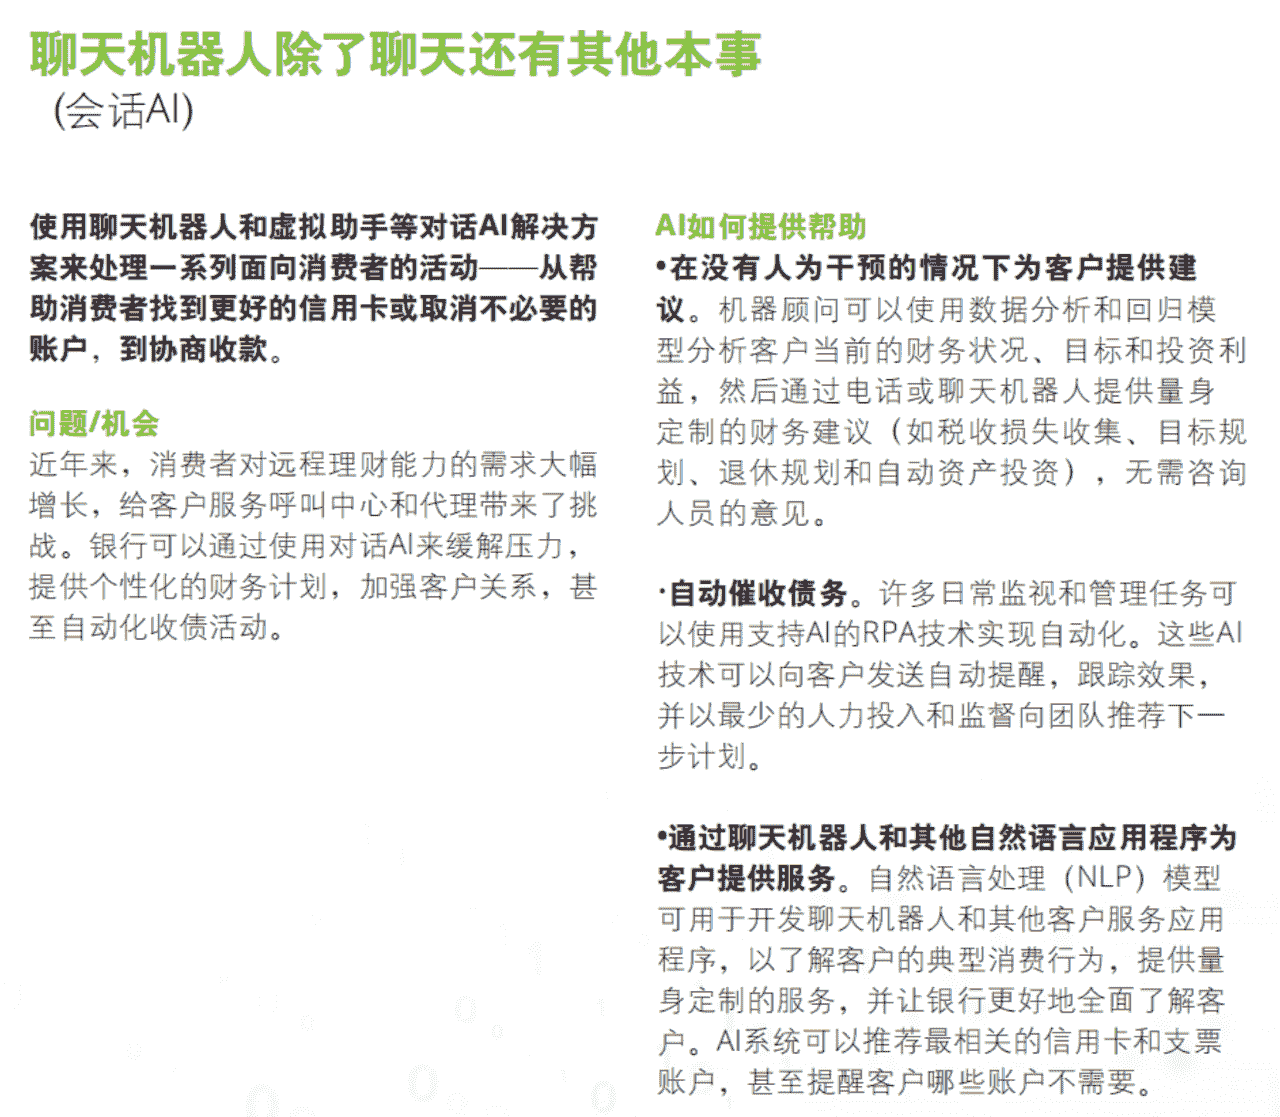 聊天机器人除了聊天还有其他本事
(会话AI)
使用聊天机器人和虚拟助手等对话AI解决方
案来处理一系列面向消费者的活动——从帮
助消费者找到更好的信用卡或取消不必要的
账户，到协商收款。
问题/机会
近年来，消费者对远程理财能力的需求大幅
增长，给客户服务呼叫中心和代理带来了挑
战。银行可以通过使用对话AI来缓解压力，
提供个性化的财务计划，加强客户关系，甚
至自动化收债活动。
AI如何提供帮助
•在没有人为干预的情况下为客户提供建
议。机器顾问可以使用数据分析和回归模
型分析客户当前的财务状况、目标和投资利
益，然后通过电话或聊天机器人提供量身
定制的财务建议（如税收损失收集、目标规
划、退休规划和自动资产投资），无需咨询
人员的意见。
·自动催收债务。许多日常监视和管理任务可
以使用支持AI的RPA技术实现自动化。这些AI
技术可以向客户发送自动提醒，跟踪效果，
并以最少的人力投入和监督向团队推荐下一
步计划。
•通过聊天机器人和其他自然语言应用程序为
客户提供服务。自然语言处理（NLP）模型
可用于开发聊天机器人和其他客户服务应用
程序，以了解客户的典型消费行为，提供量
身定制的服务，并让银行更好地全面了解客
户。AI系统可以推荐最相关的信用卡和支票
账户，甚至提醒客户哪些账户不需要。